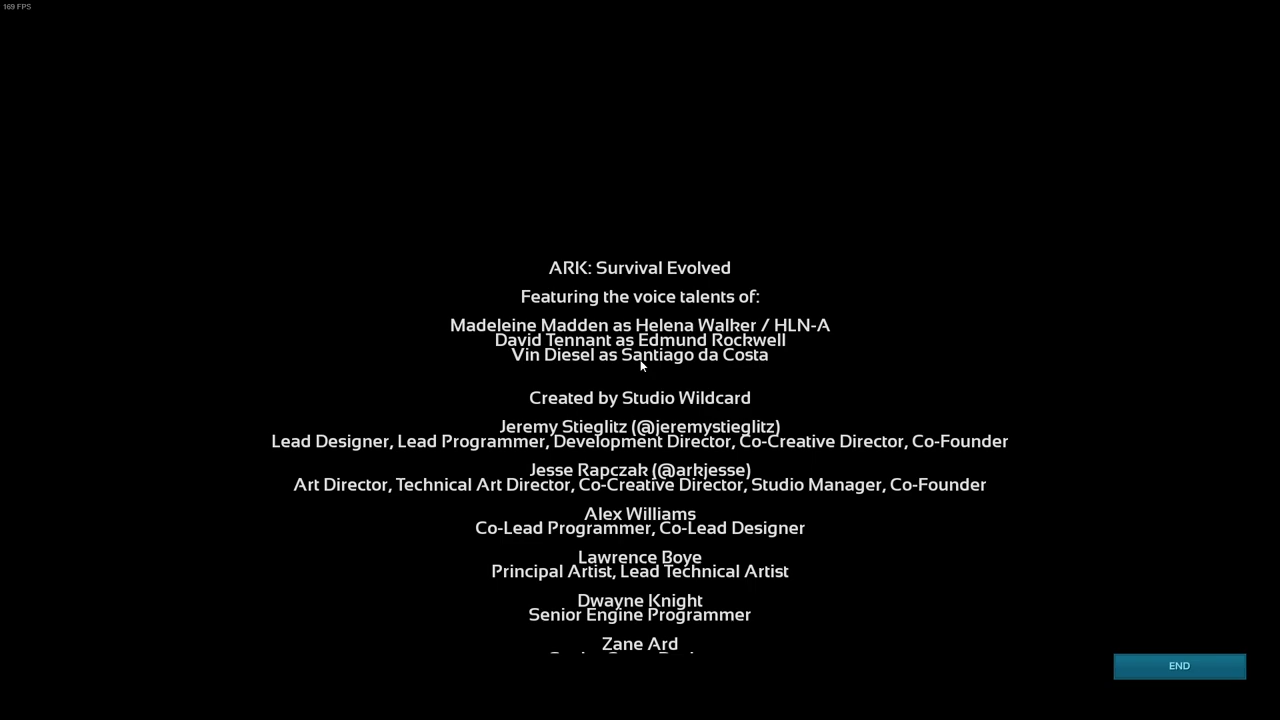 169 FPS
ARK: Survival Evolved
Featuring the voice talents of:
Madeleine Madden as Helena Walker / HLN-A
David Tennant as Edmund Rockwell
Vin Diesel as Santiago da Costa
Created by Studio Wildcard
Jeremy Stieglitz (@jeremystieglitz)
Lead Designer, Lead Programmer, Development Director, Co-Creative Director, Co-Founder
Jesse Rapczak (@arkjesse)
Art Director, Technical Art Director, Co-Creative Director, Studio Manager, Co-Founder
Alex Williams
Co-Lead Programmer, Co-Lead Designer
Lawrence Boye
Principal Artist, Lead Technical Artist
Dwayne Knight
Senior Engine Programmer
Zane Ard
END